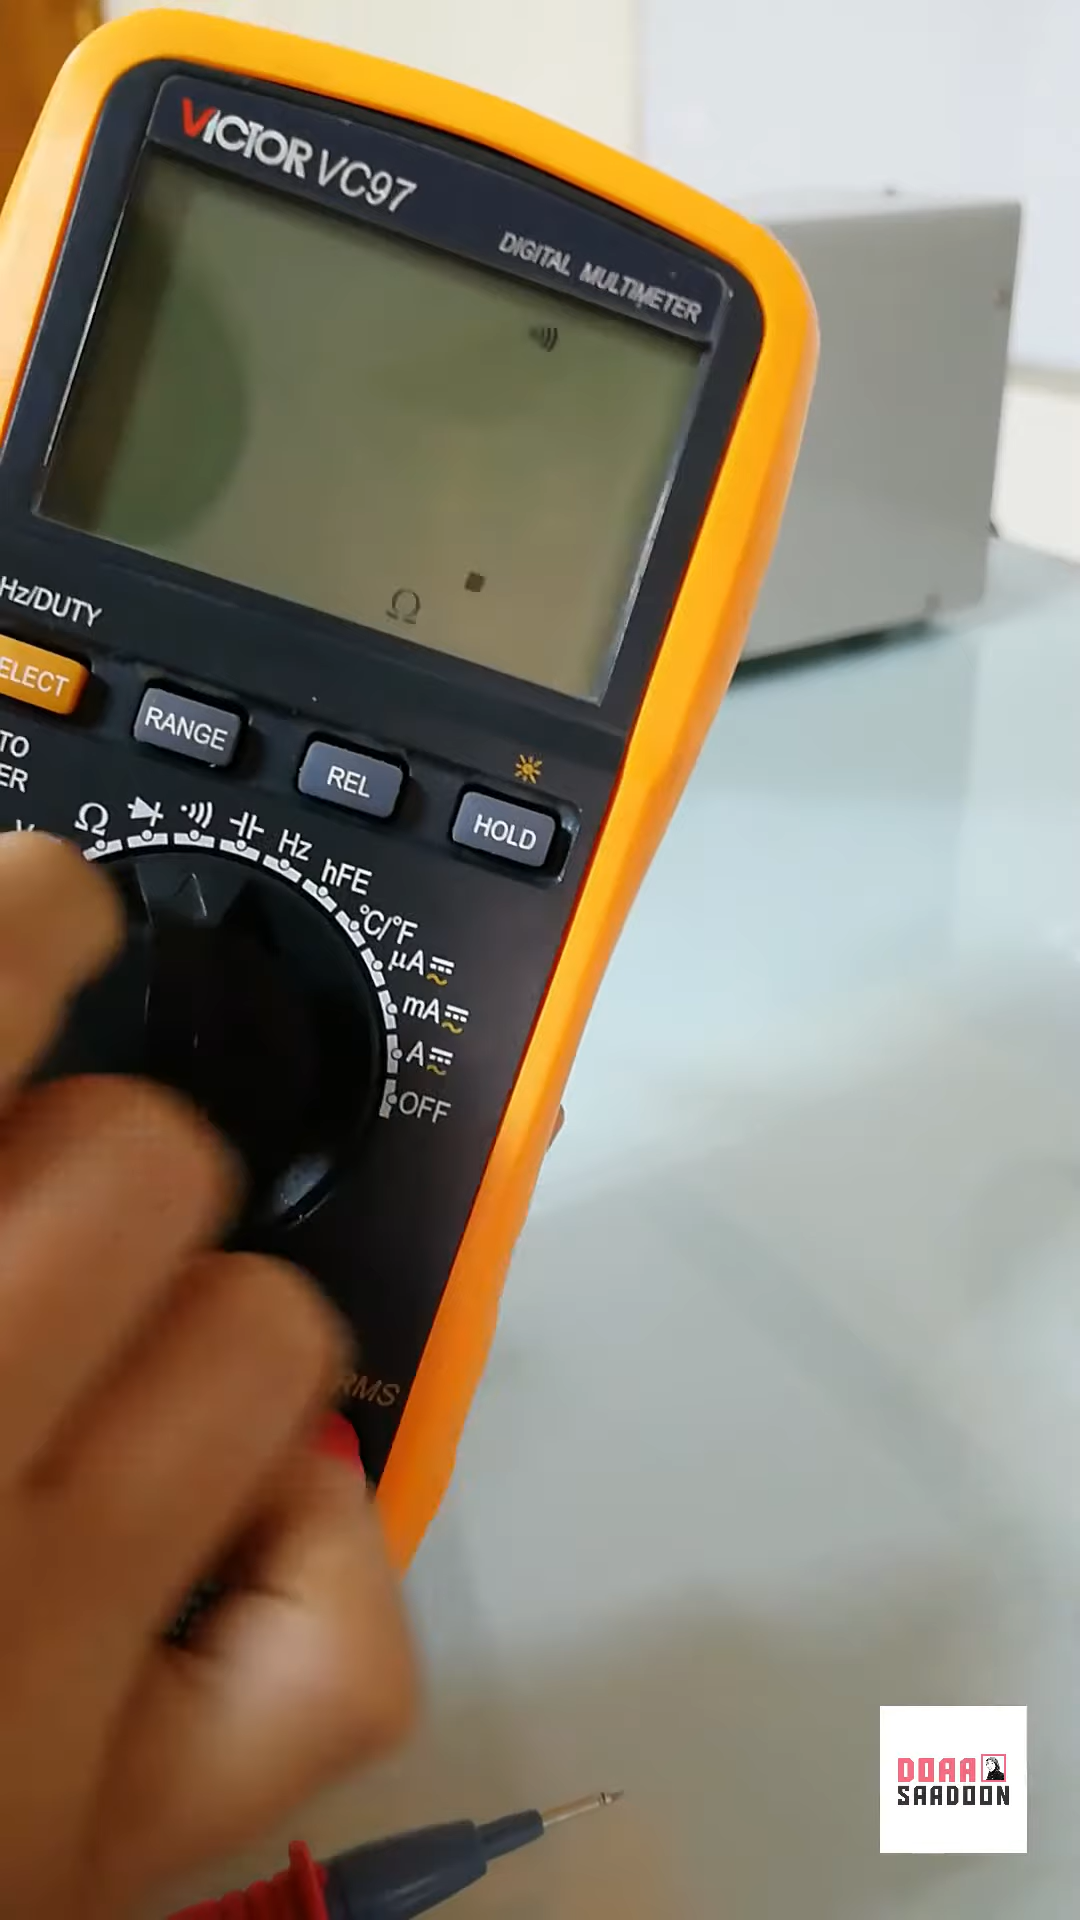 VICTOR VC97
DIGITAL MULTIMETER
Ω
Hz/DUTY
ELECT
RANGE
REL
HOLD
TO
ER
V
Ω
Hz
hFE
°C/°F
μA
mA
A
OFF
RMS
DOAA
SAADOON